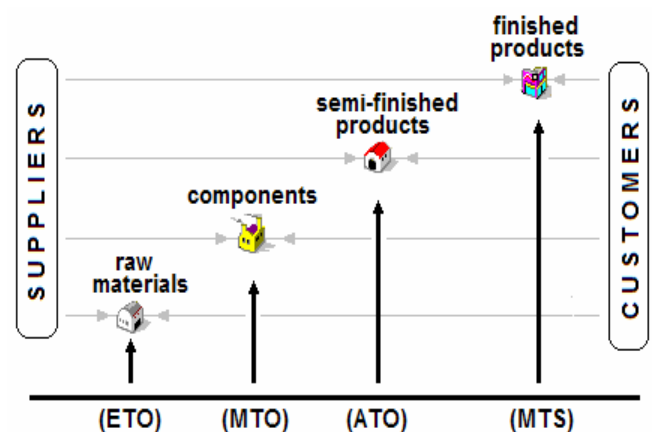 finished
products
semi-finished
products
components
raw
materials
SUPPLIERS
CUSTOMERS
(ETO)
(MTO)
(ATO)
(MTS)